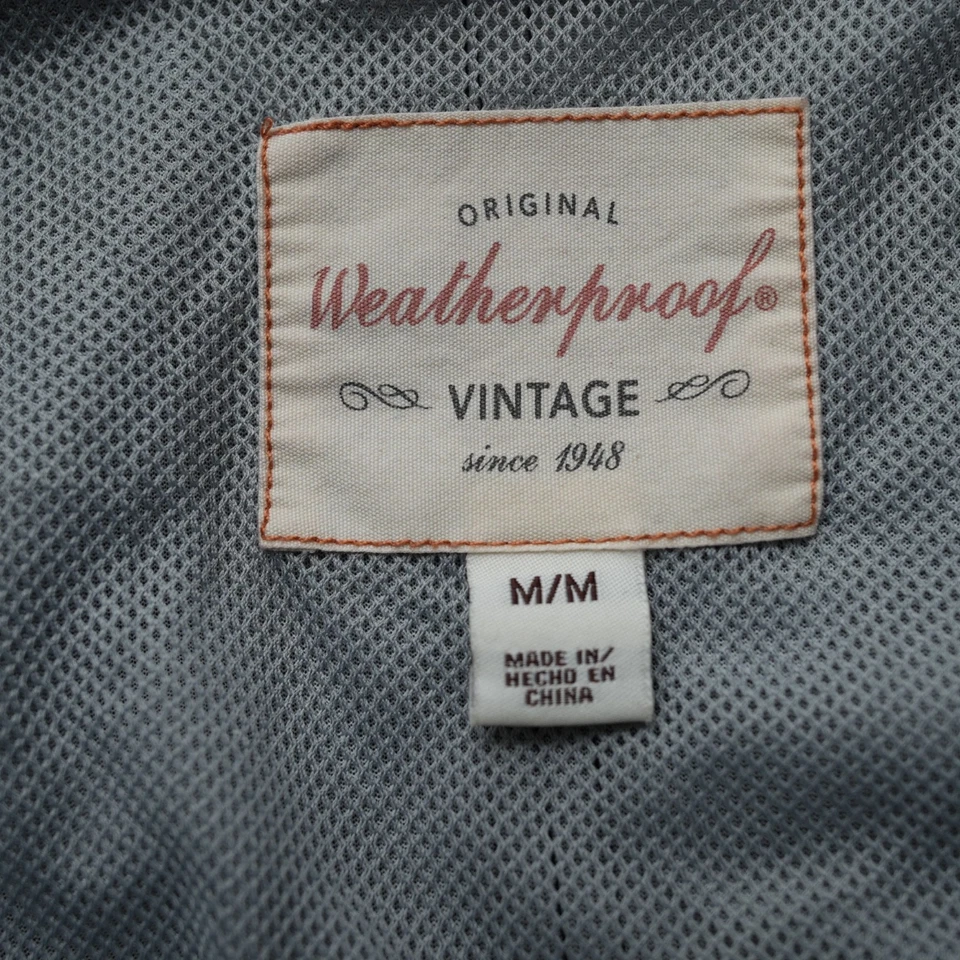 ORIGINAL
Weatherproof®
VINTAGE
since 1948
M/M
MADE IN/
HECHO EN
CHINA